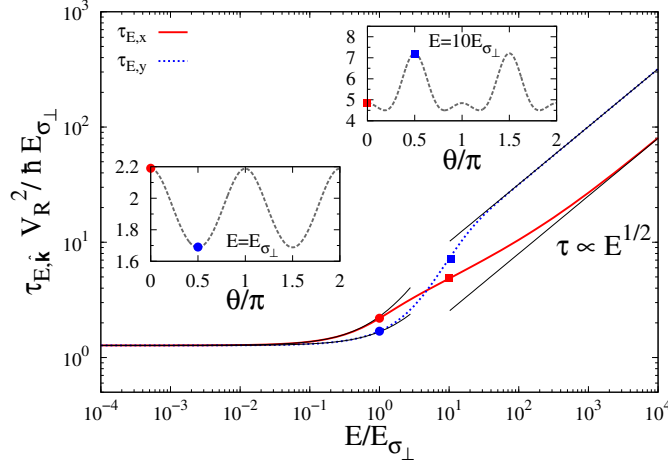 τ_{E,x}
τ_{E,y}
E=10E_{σ⊥}
8
7
6
5
4
0 0.5 1 1.5 2
θ/π
2.2
2
1.8
1.6
E=E_{σ⊥}
0 0.5 1 1.5 2
θ/π
τ ∝ E^{1/2}
τ_{E,k̂} V_R^2 / ħ E_{σ⊥}
10^3
10^2
10^1
10^0
10^{-4} 10^{-3} 10^{-2} 10^{-1} 10^0 10^1 10^2 10^3 10^4
E/E_{σ⊥}